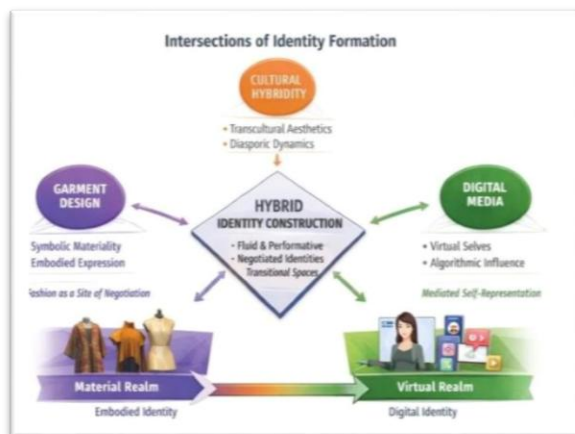 Intersections of Identity Formation
CULTURAL
HYBRIDITY
• Transcultural Aesthetics
• Diasporic Dynamics
GARMENT
DESIGN
Symbolic Materiality
Embodied Expression
Fashion as a Site of Negotiation
HYBRID
IDENTITY CONSTRUCTION
• Fluid & Performative
• Negotiated Identities
Transitional Spaces
DIGITAL
MEDIA
• Virtual Selves
• Algorithmic Influence
Mediated Self-Representation
Material Realm
Embodied Identity
Virtual Realm
Digital Identity